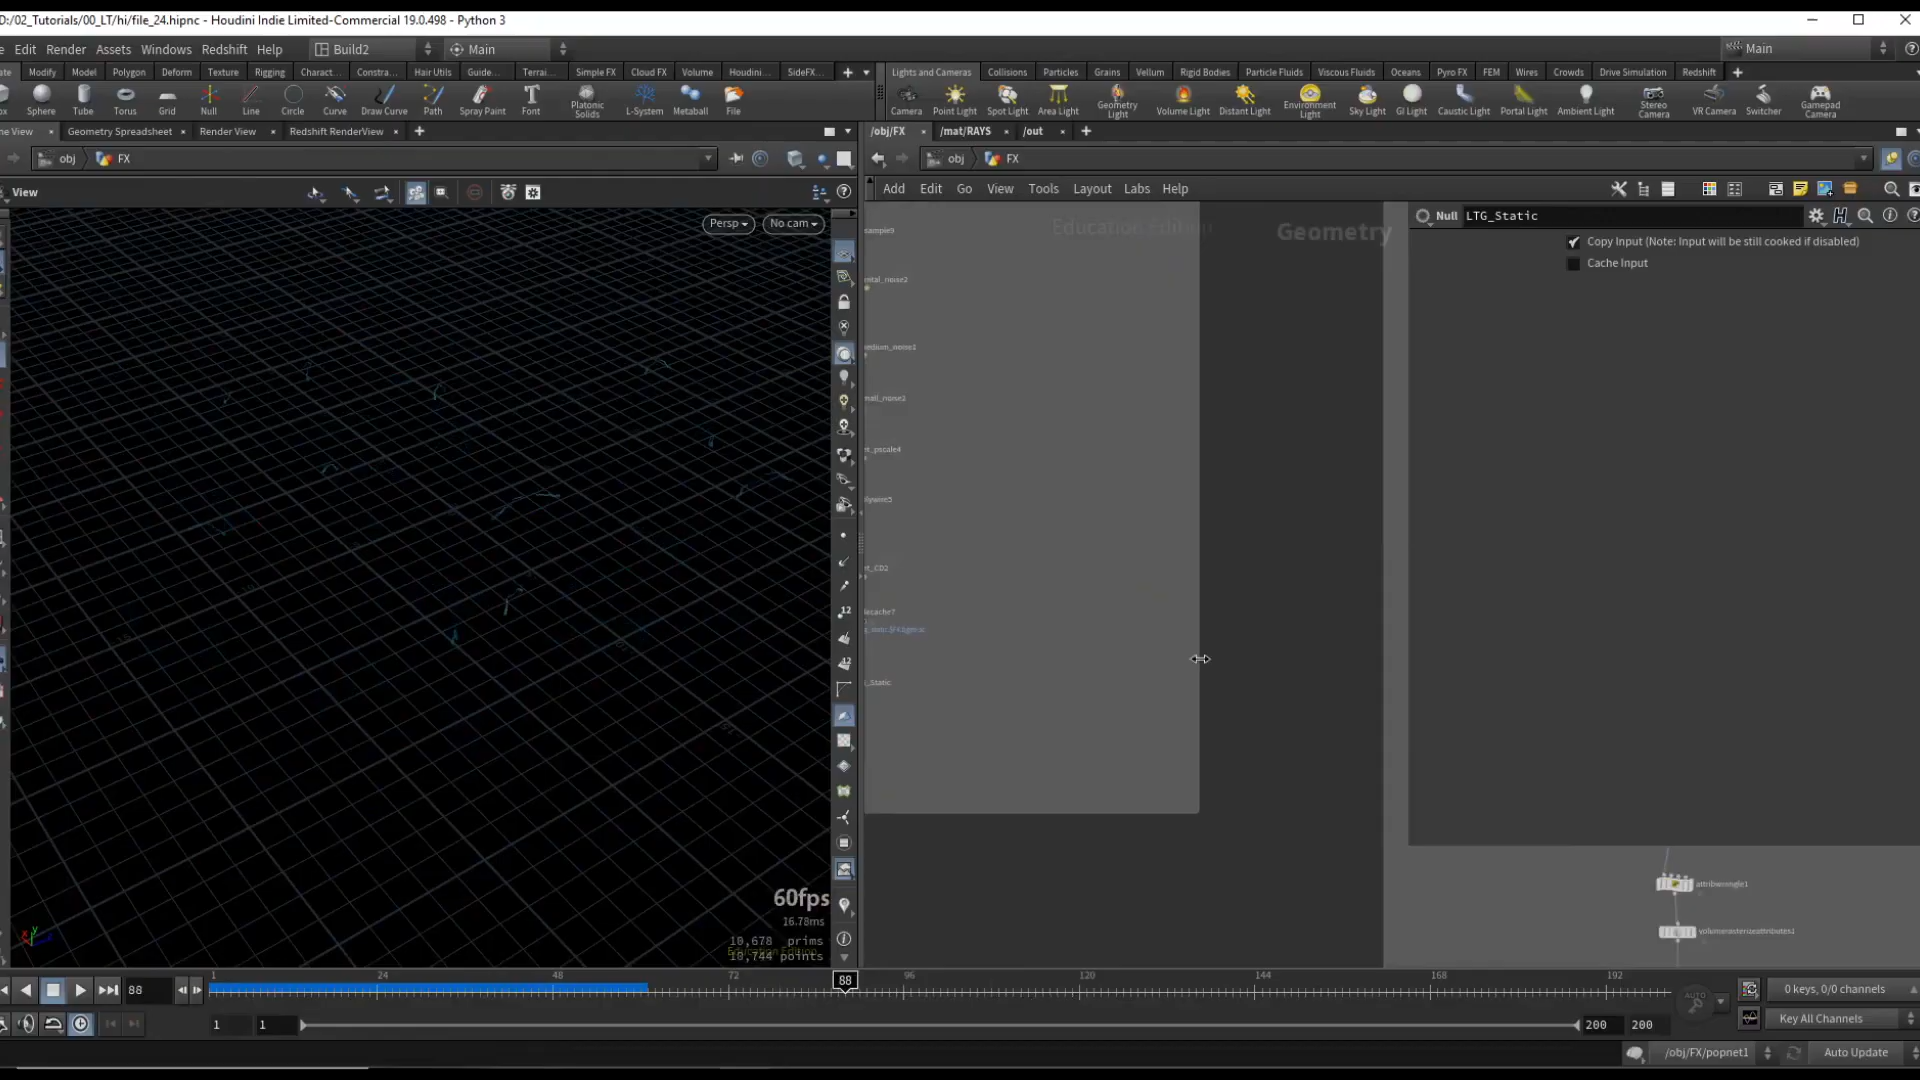 D:/02_Tutorials/00_LT/hi/file_24.hipnc - Houdini Indie Limited-Commercial 19.0.498 - Python 3
Edit Render Assets Windows Redshift Help Build2 Main Main
Modify Model Polygon Deform Texture Rigging Charact... Constra... Hair Utils Guide... Terrai... Simple FX Cloud FX Volume Houdini... SideFX...
Lights and Cameras Collisions Particles Grains Vellum Rigid Bodies Particle Fluids Viscous Fluids Oceans Pyro FX FEM Wires Crowds Drive Simulation Redshift
Sphere Tube Torus Grid Null Line Circle Curve Draw Curve Path Spray Paint Font Platonic Solids L-System Metaball File
Camera Point Light Spot Light Area Light Geometry Light Volume Light Distant Light Environment Light Sky Light GI Light Caustic Light Portal Light Ambient Light Stereo Camera VR Camera Switcher Gamepad Camera
Geometry Spreadsheet Render View Redshift RenderView
/obj/FX /mat/RAYS /out
obj FX
obj FX
View
Add Edit Go View Tools Layout Labs Help
Persp No cam
Education Edition
Geometry
Null LTG_Static
Copy Input (Note: Input will be still cooked if disabled)
Cache Input
attribwrangle1
volumerasterizeattributes1
60fps
16.78ms
10,678 prims
10,744 points
Education Edition
1 24 48 72 88 96 120 144 168 192
88
0 keys, 0/0 channels
1 1 200 200
Key All Channels
/obj/FX/popnet1 Auto Update